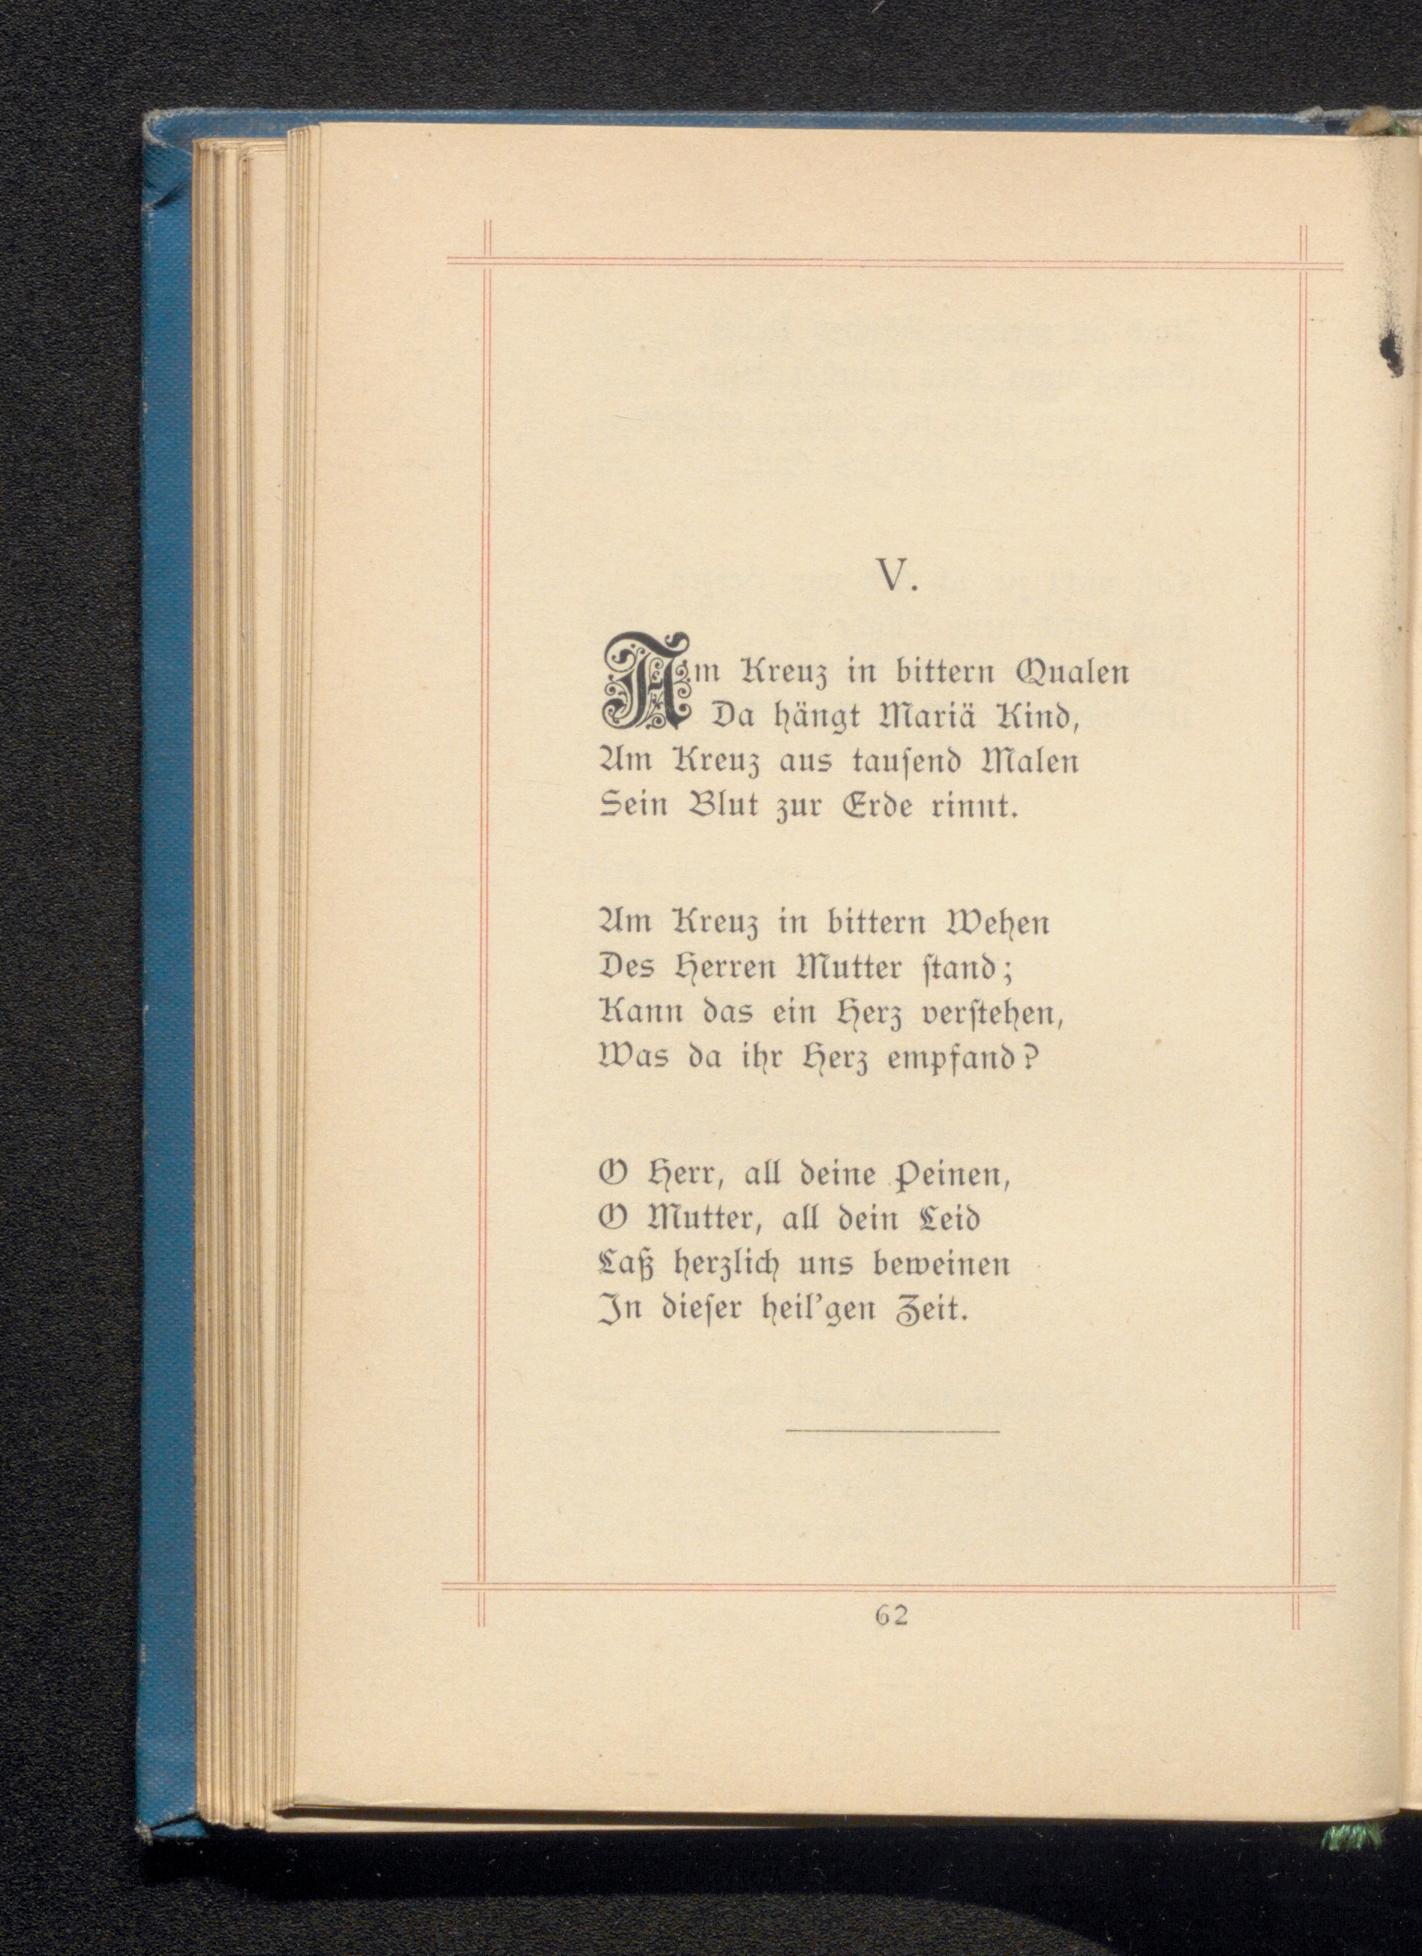 V.
Am Kreuz in bittern Qualen
Da hängt Mariä Kind,
Am Kreuz aus tauſend Malen
Sein Blut zur Erde rinnt.
Am Kreuz in bittern Wehen
Des Herren Mutter ſtand;
Kann das ein Herz verſtehen,
Was da ihr Herz empfand?
O Herr, all deine Peinen,
O Mutter, all dein Leid
Laß herzlich uns beweinen
In dieſer heil’gen Zeit.
62